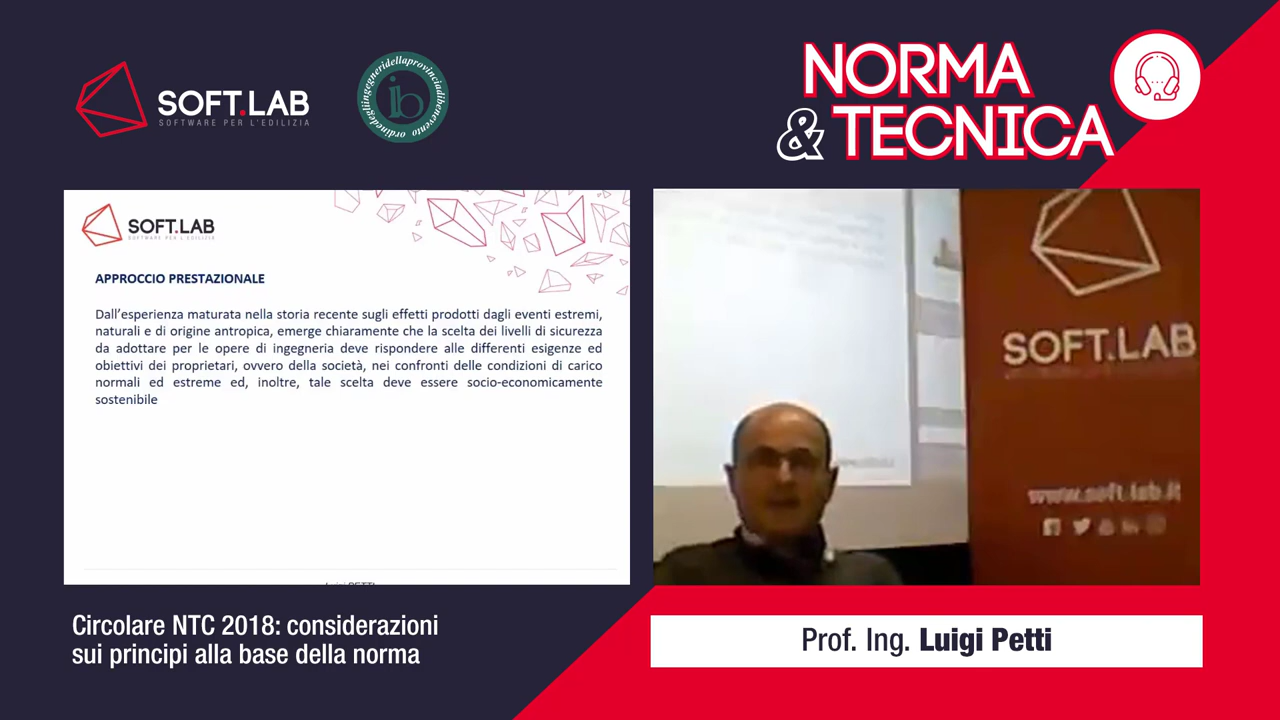 SOFT.LAB
SOFTWARE PER L'EDILIZIA
ordinedegliingegneridellaprovinciadibenevento
ib
NORMA
& TECNICA
SOFT.LAB
SOFTWARE PER L'EDILIZIA
APPROCCIO PRESTAZIONALE
Dall'esperienza maturata nella storia recente sugli effetti prodotti dagli eventi estremi,
naturali e di origine antropica, emerge chiaramente che la scelta dei livelli di sicurezza
da adottare per le opere di ingegneria deve rispondere alle differenti esigenze ed
obiettivi dei proprietari, ovvero della società, nei confronti delle condizioni di carico
normali ed estreme ed, inoltre, tale scelta deve essere socio-economicamente
sostenibile
SOFT.LAB
www.soft.lab.it
Circolare NTC 2018: considerazioni
sui principi alla base della norma
Prof. Ing. Luigi Petti